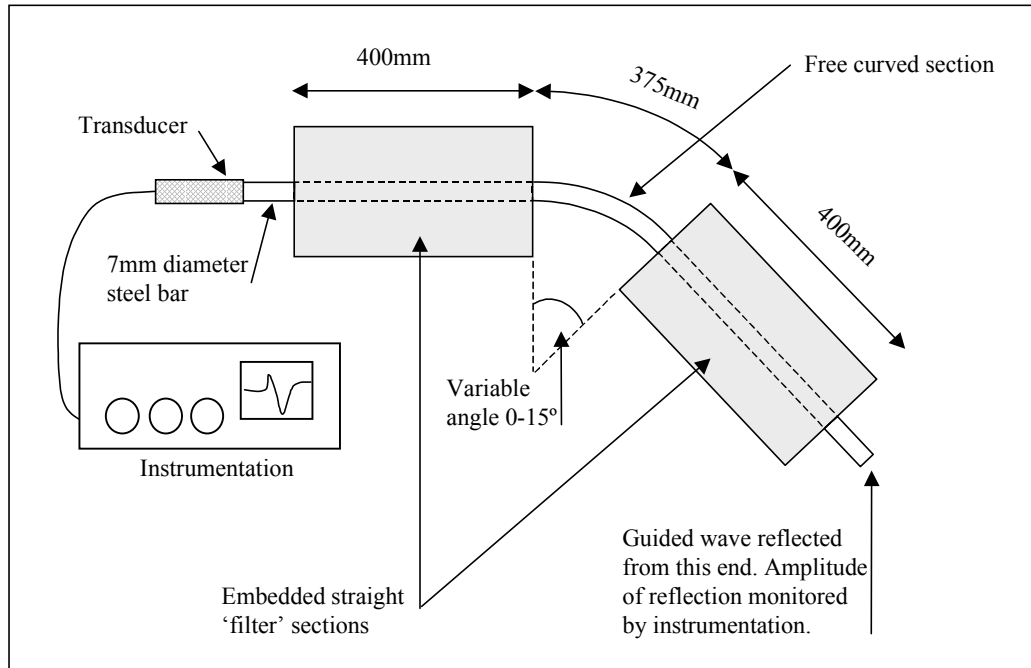 400mm
375mm
Free curved section
Transducer
400mm
7mm diameter
steel bar
Variable
angle 0-15º
Instrumentation
Embedded straight
‘filter’ sections
Guided wave reflected
from this end. Amplitude
of reflection monitored
by instrumentation.